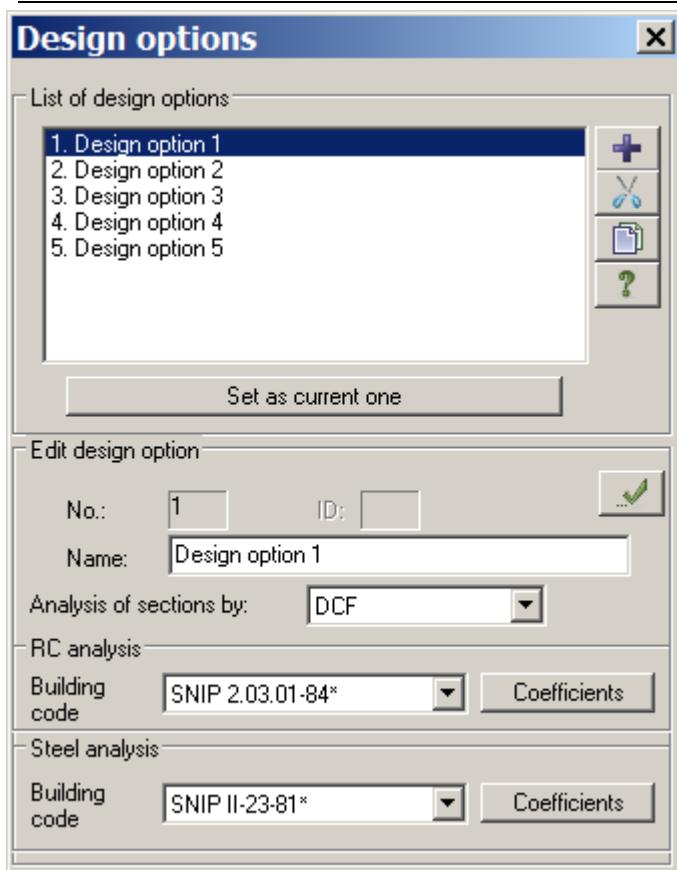 Design options
List of design options
1. Design option 1
2. Design option 2
3. Design option 3
4. Design option 4
5. Design option 5
Set as current one
Edit design option
No.: 1 ID:
Name: Design option 1
Analysis of sections by: DCF
RC analysis
Building
code
SNIP 2.03.01-84* Coefficients
Steel analysis
Building
code
SNIP II-23-81* Coefficients